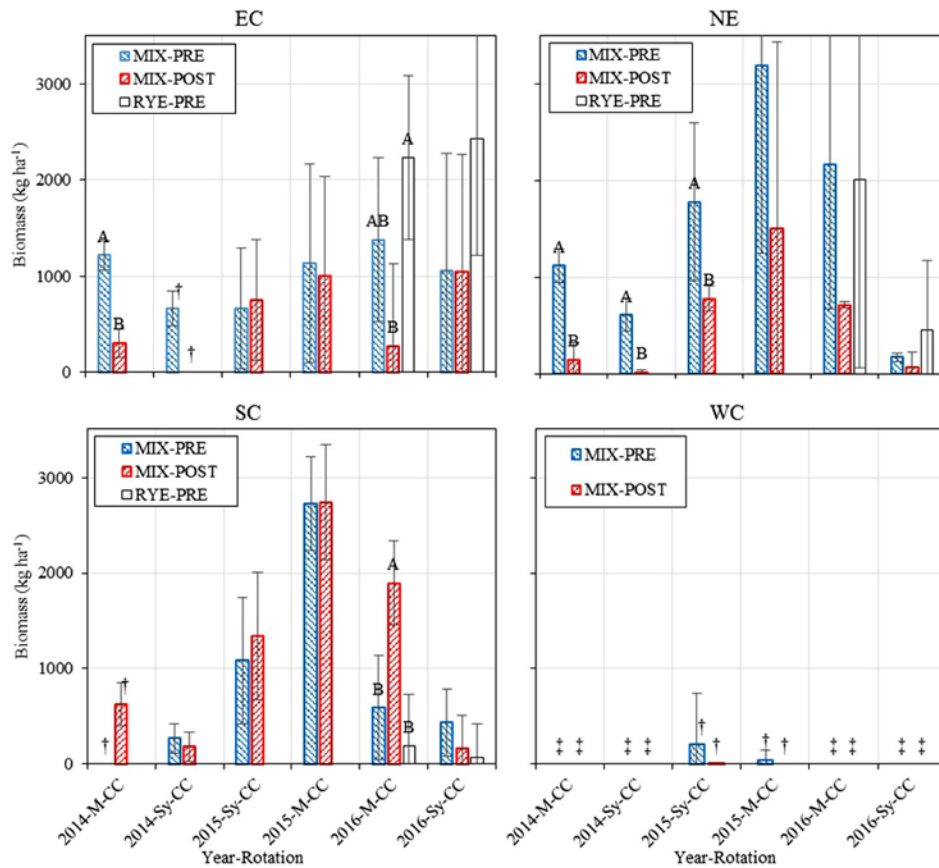 EC
MIX-PRE
MIX-POST
RYE-PRE
Biomass (kg ha⁻¹)
3000
2000
1000
0
A
B
†
†
AB
B
A
NE
MIX-PRE
MIX-POST
RYE-PRE
A
B
A
B
A
B
SC
MIX-PRE
MIX-POST
RYE-PRE
Biomass (kg ha⁻¹)
3000
2000
1000
0
†
†
B
A
B
2014-M-CC
2014-Sy-CC
2015-Sy-CC
2015-M-CC
2016-M-CC
2016-Sy-CC
Year-Rotation
WC
MIX-PRE
MIX-POST
‡ ‡ ‡ ‡ † † † † ‡ ‡ ‡ ‡
2014-M-CC
2014-Sy-CC
2015-Sy-CC
2015-M-CC
2016-M-CC
2016-Sy-CC
Year-Rotation